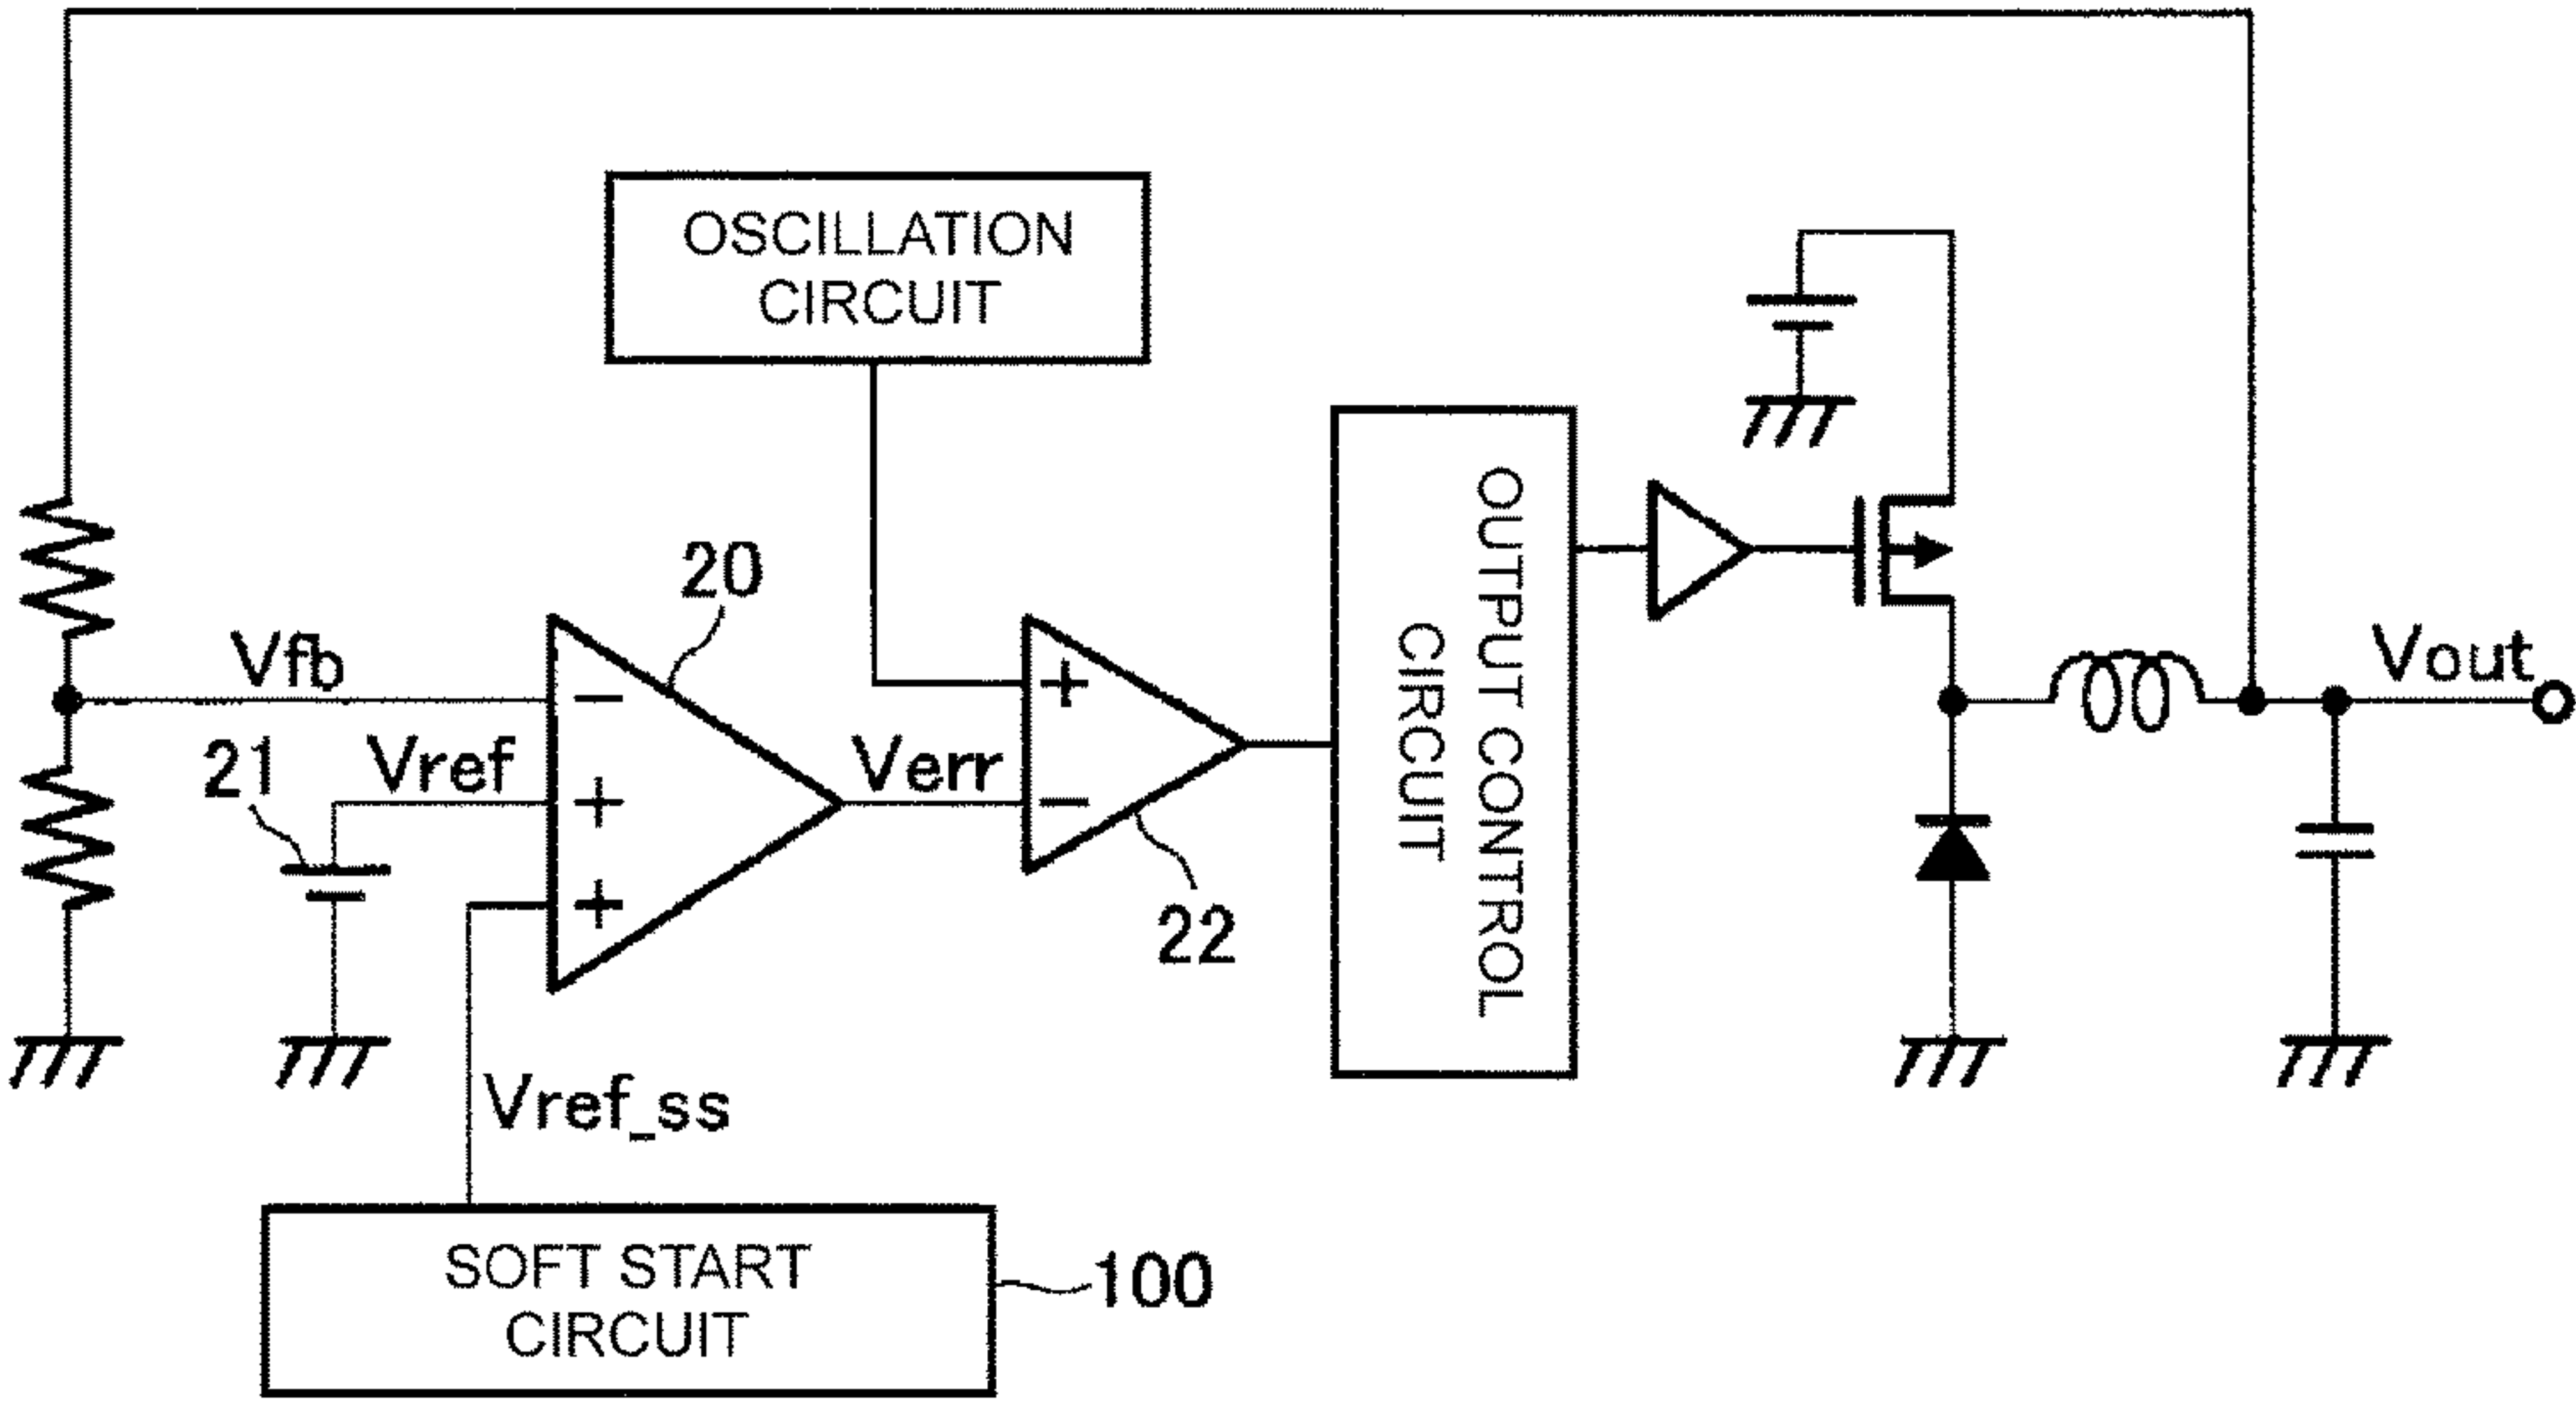 OSCILLATION
CIRCUIT
20
Vfb
21
Vref
Verr
22
OUTPUT CONTROL
CIRCUIT
Vout
Vref_ss
SOFT START
CIRCUIT
100